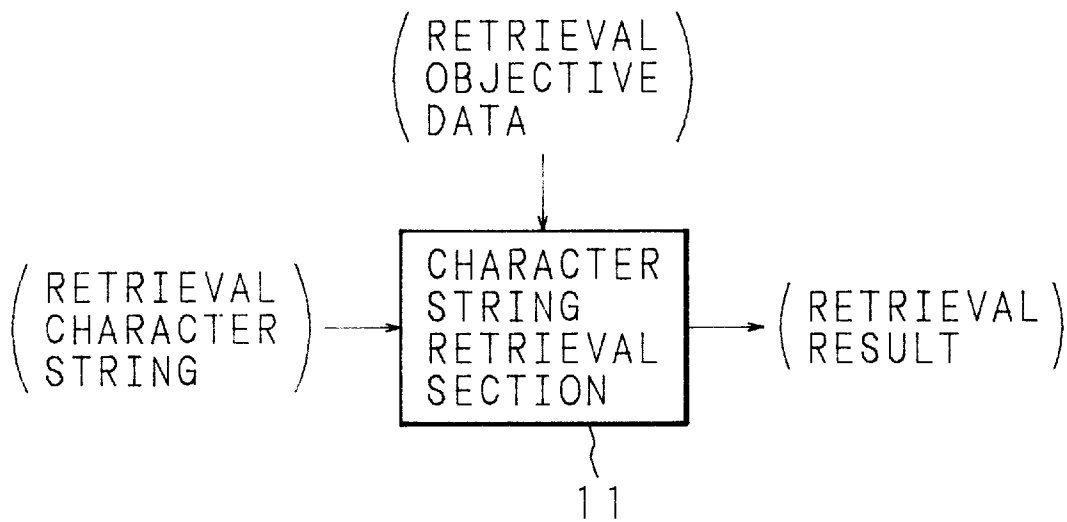 RETRIEVAL
OBJECTIVE
DATA
RETRIEVAL
CHARACTER
STRING
CHARACTER
STRING
RETRIEVAL
SECTION
RETRIEVAL
RESULT
11